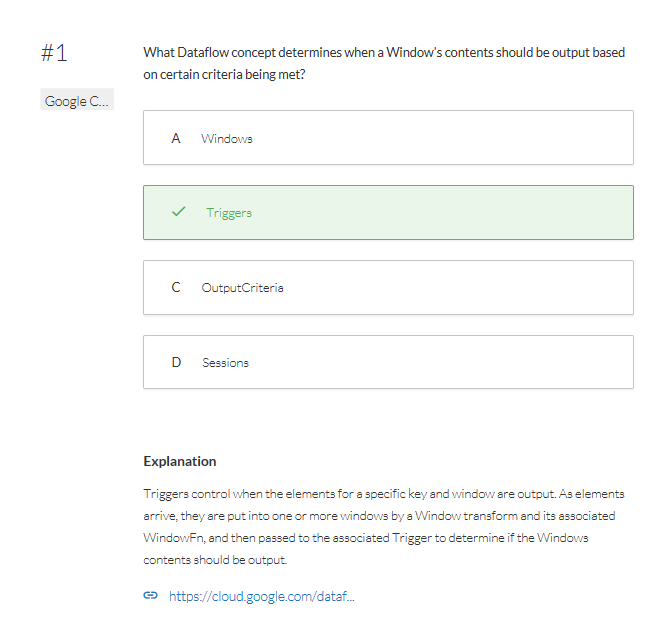 #1
What Dataflow concept determines when a Window's contents should be output based
on certain criteria being met?
Google C...
A Windows
Triggers
C OutputCriteria
D Sessions
Explanation
Triggers control when the elements for a specific key and window are output. As elements
arrive, they are put into one or more windows by a Window transform and its associated
WindowFn, and then passed to the associated Trigger to determine if the Windows
contents should be output.
https://cloud.google.com/dataf...